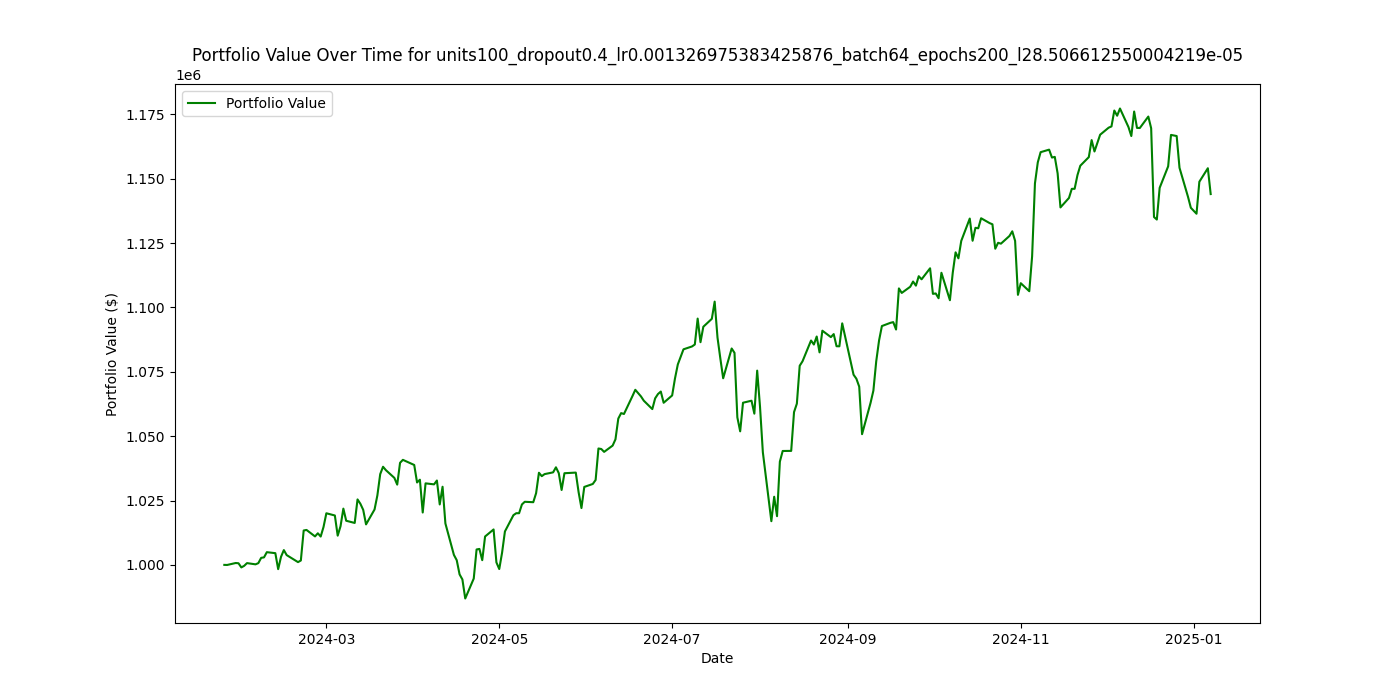 Portfolio Value Over Time for units100_dropout0.4_lr0.001326975383425876_batch64_epochs200_l28.506612550004219e-05
1e6
Portfolio Value
1.175
1.150
1.125
1.100
1.075
1.050
1.025
1.000
Portfolio Value ($)
2024-03
2024-05
2024-07
2024-09
2024-11
2025-01
Date